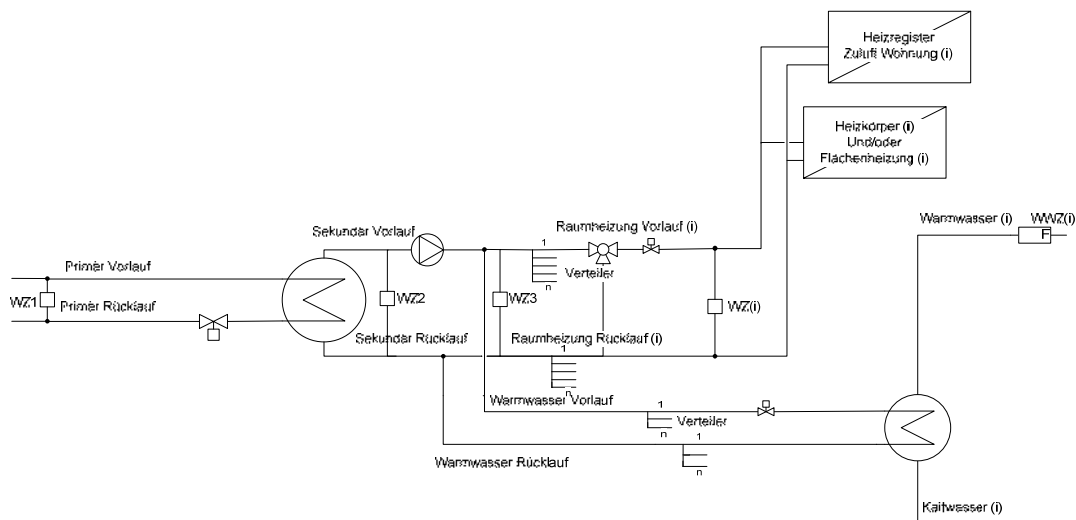 Heizregister
Zuluft Wohnung (i)
Heizkörper (i)
Und/oder
Flächenheizung (i)
Warmwasser (i)
WWZ(i)
F
Raumheizung Vorlauf (i)
Sekundär Vorlauf
1
Verteiler
n
Primär Vorlauf
WZ1
Primär Rücklauf
WZ2
WZ3
WZ(i)
Sekundär Rücklauf
Raumheizung Rücklauf (i)
1
n
Warmwasser Vorlauf
1
Verteiler
n
1
n
Warmwasser Rücklauf
Kaltwasser (i)